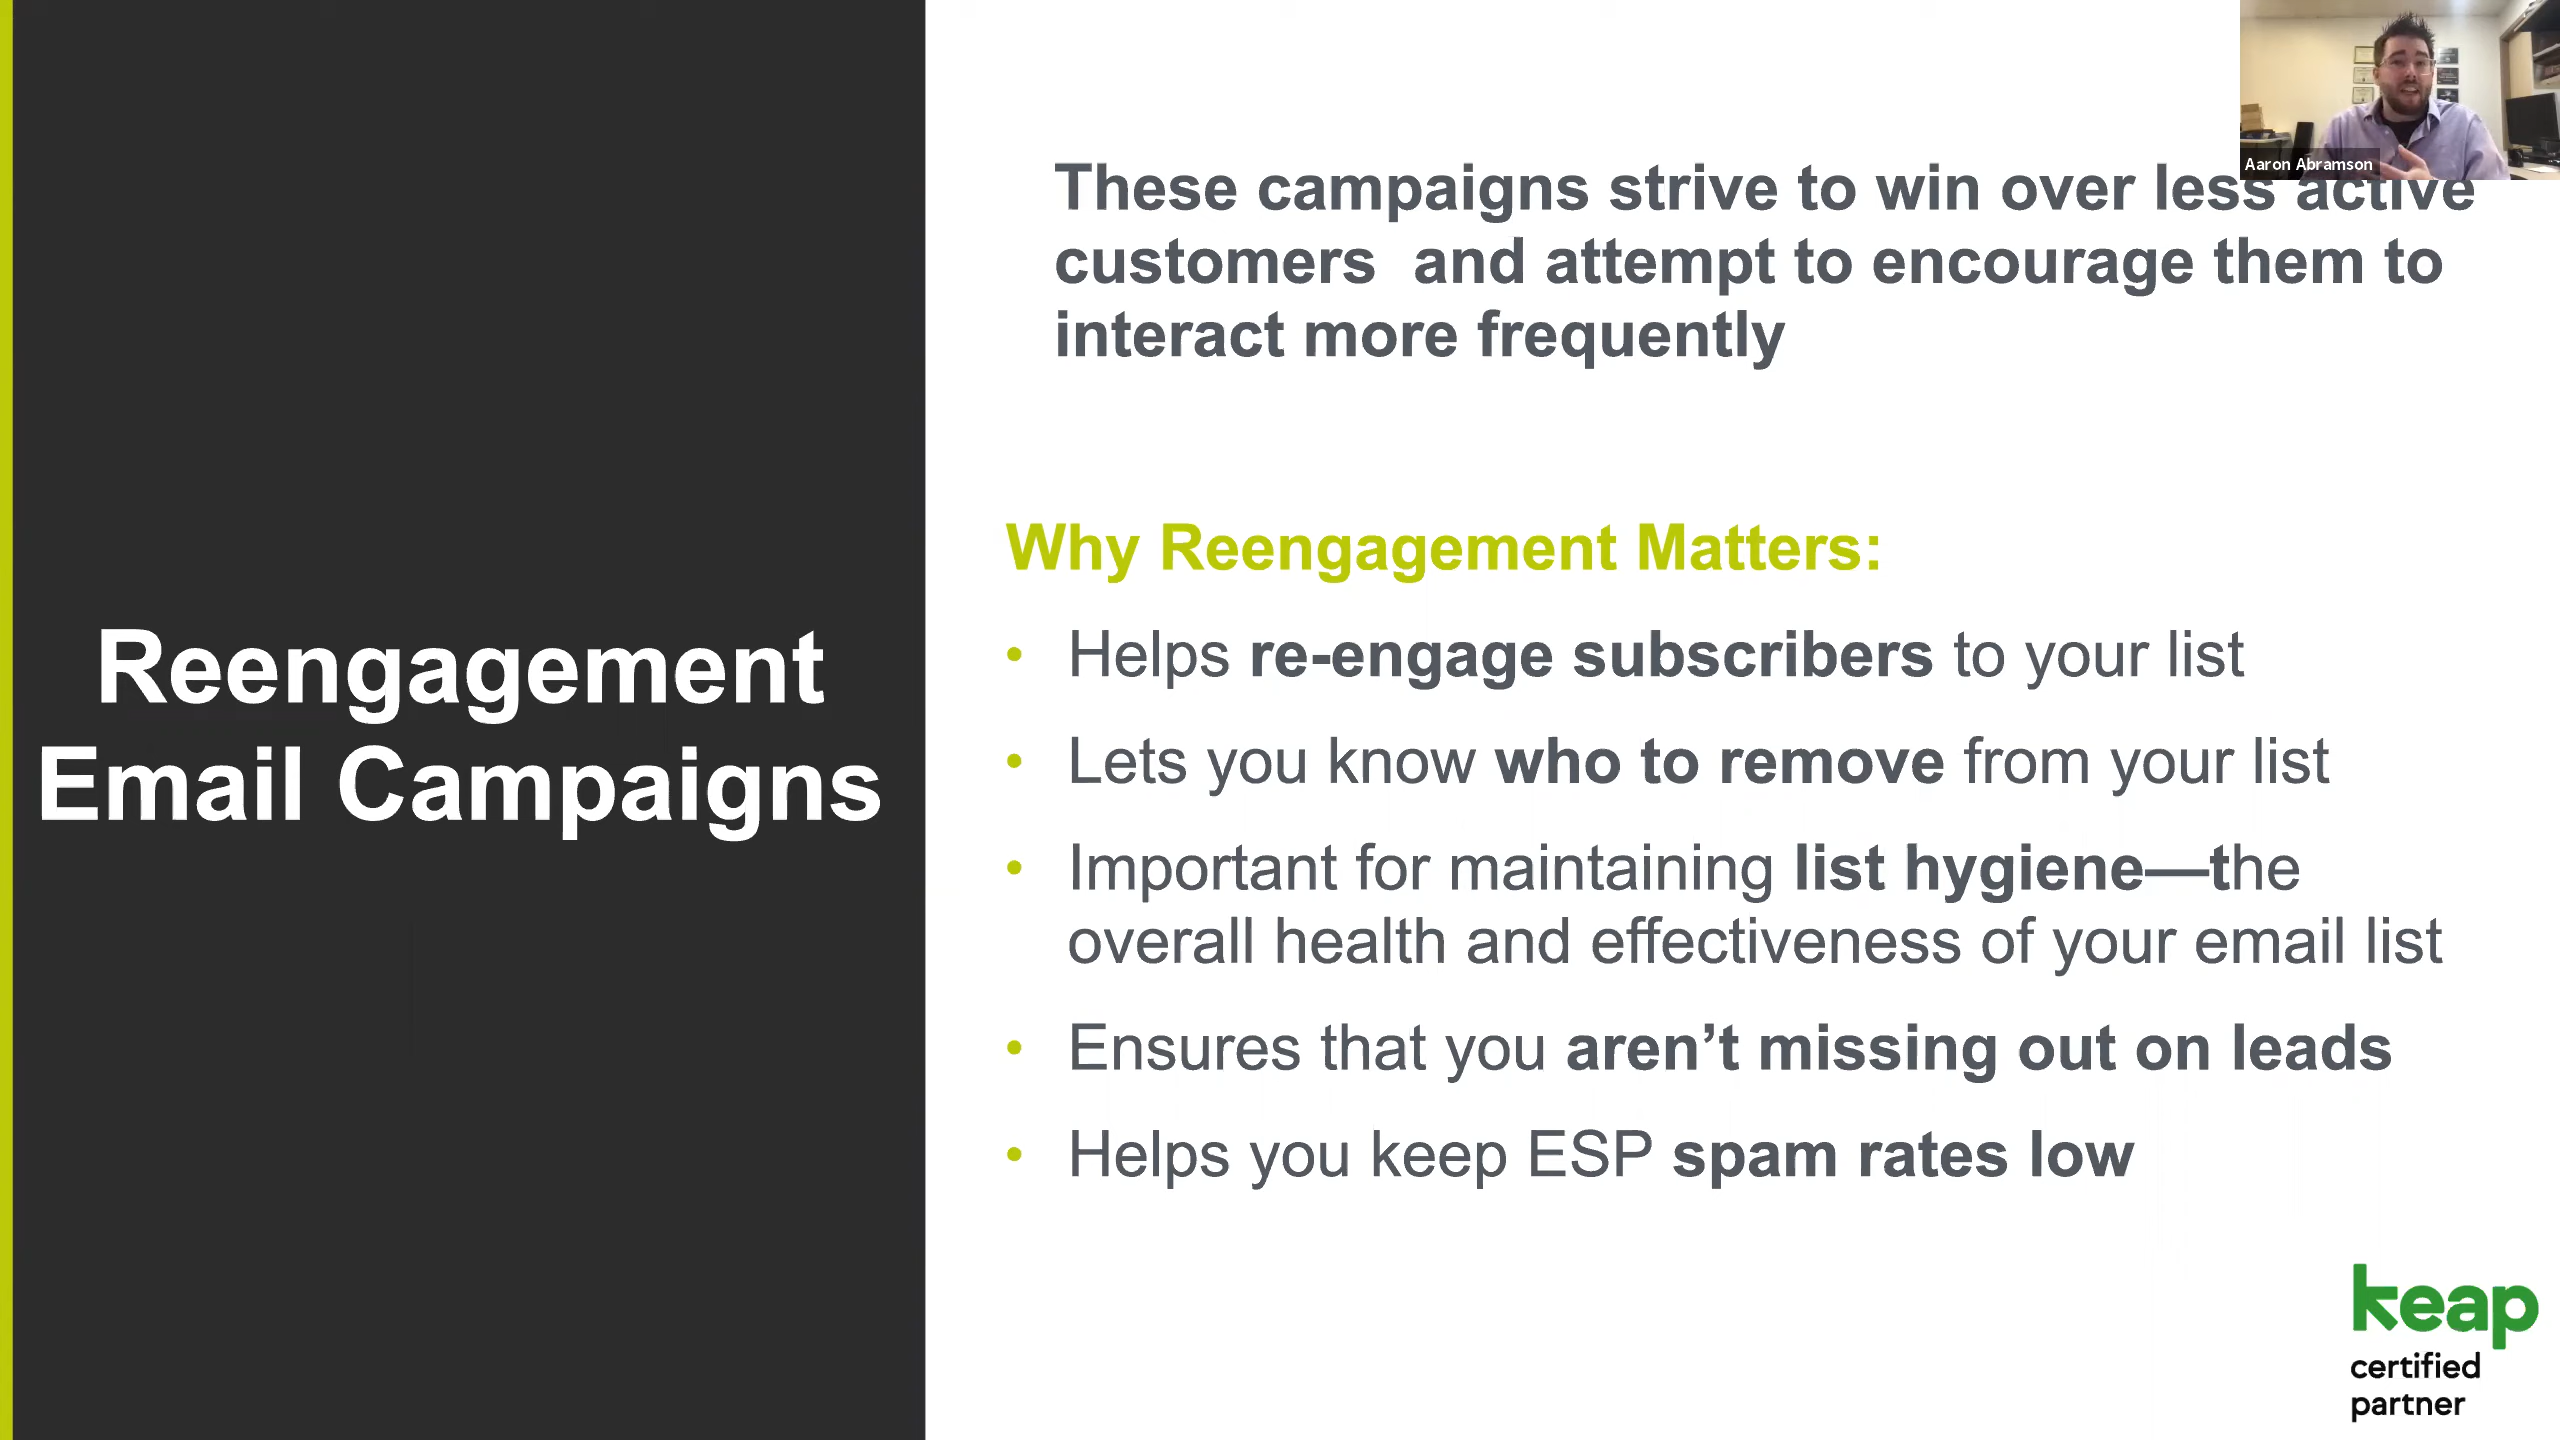 Aaron Abramson
These campaigns strive to win over less active
customers  and attempt to encourage them to
interact more frequently
Reengagement
Email Campaigns
Why Reengagement Matters:
• Helps re-engage subscribers to your list
• Lets you know who to remove from your list
• Important for maintaining list hygiene—the
overall health and effectiveness of your email list
• Ensures that you aren’t missing out on leads
• Helps you keep ESP spam rates low
keap
certified
partner